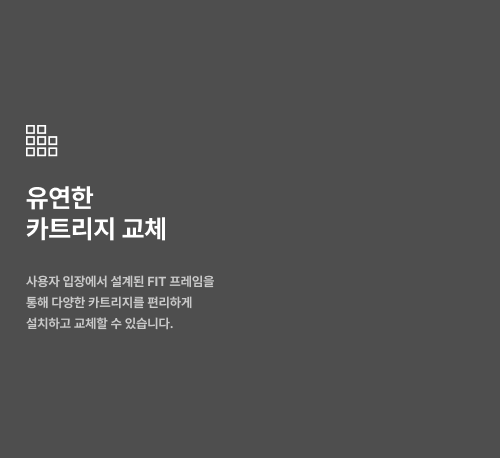 유연한
카트리지 교체
사용자 입장에서 설계된 FIT 프레임을
통해 다양한 카트리지를 편리하게
설치하고 교체할 수 있습니다.